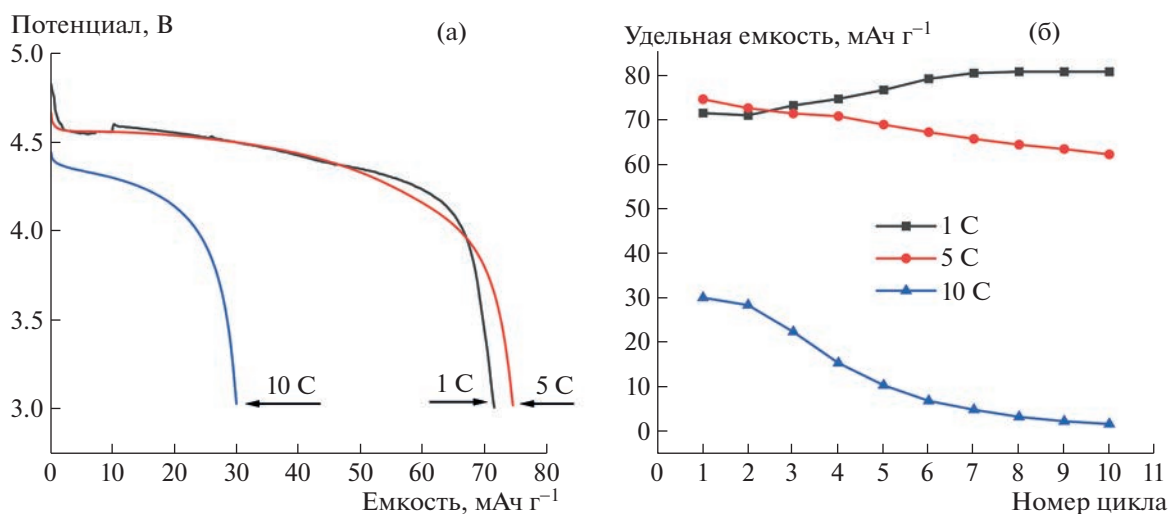 Потенциал, В
(а)
5.0
4.5
4.0
3.5
3.0
10 C
1 C
5 C
0 10 20 30 40 50 60 70 80
Емкость, мАч г⁻¹
Удельная емкость, мАч г⁻¹
(б)
80
70
60
50
40
30
20
10
0
1 C
5 C
10 C
0 1 2 3 4 5 6 7 8 9 10 11
Номер цикла